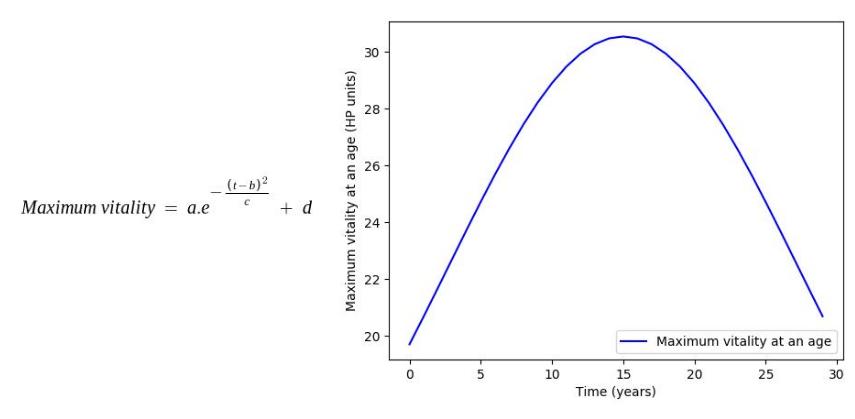 Maximum vitality = a.e^{-\frac{(t-b)^2}{c}} + d
Maximum vitality at an age (HP units)
30
28
26
24
22
20
Maximum vitality at an age
0 5 10 15 20 25 30
Time (years)